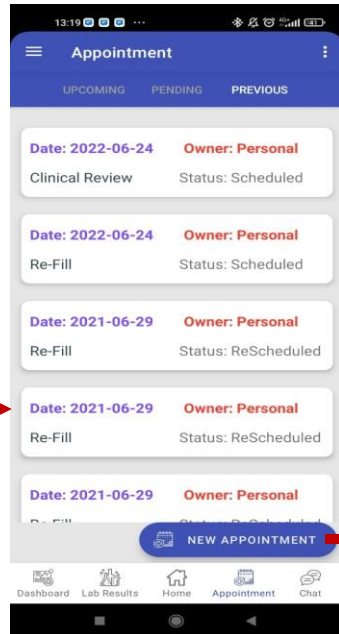 13:19
41
Appointment
UPCOMING PENDING PREVIOUS
Date: 2022-06-24 Owner: Personal
Clinical Review Status: Scheduled
Date: 2022-06-24 Owner: Personal
Re-Fill Status: Scheduled
Date: 2021-06-29 Owner: Personal
Re-Fill Status: ReScheduled
Date: 2021-06-29 Owner: Personal
Re-Fill Status: ReScheduled
Date: 2021-06-29 Owner: Personal
NEW APPOINTMENT
Dashboard Lab Results Home Appointment Chat